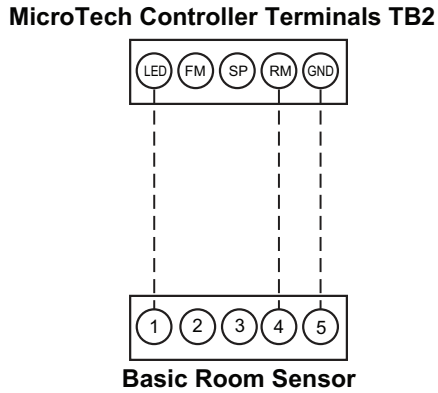 MicroTech Controller Terminals TB2
LED FM SP RM GND
1 2 3 4 5
Basic Room Sensor